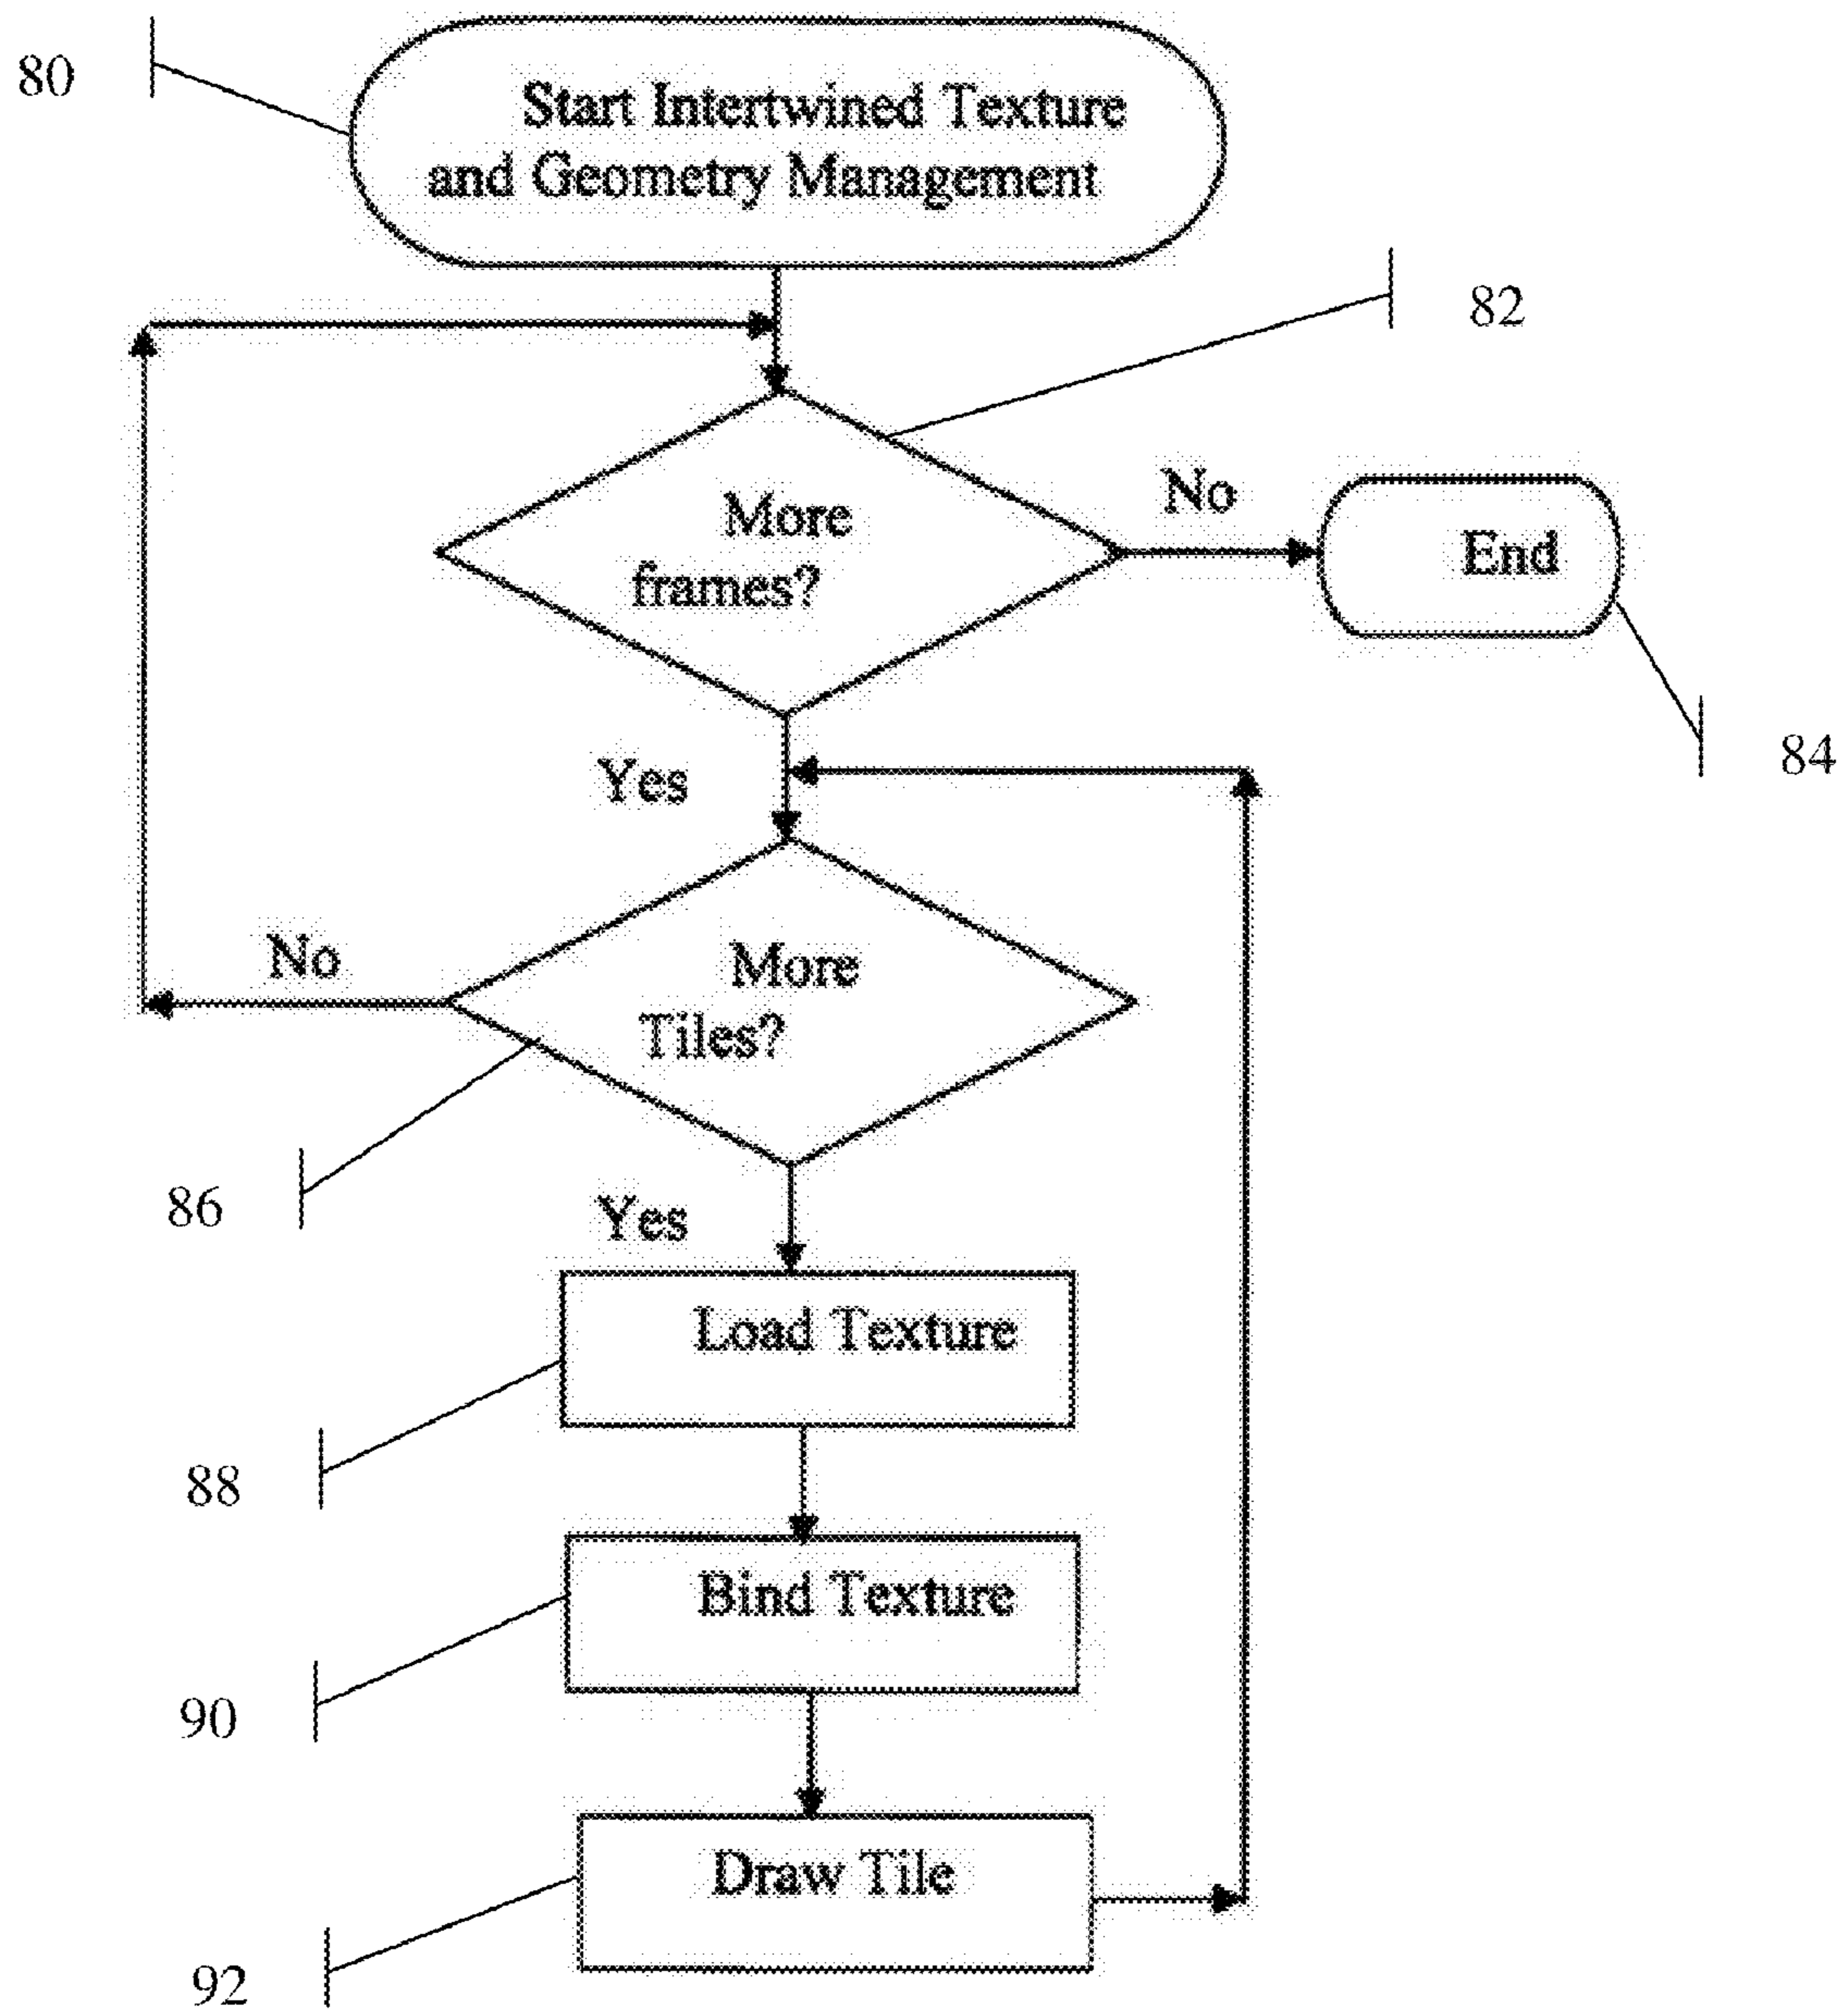 80
Start Intertwined Texture
and Geometry Management
82
More
frames?
No
End
84
Yes
No
More
Tiles?
86
Yes
Load Texture
88
Bind Texture
90
Draw Tile
92